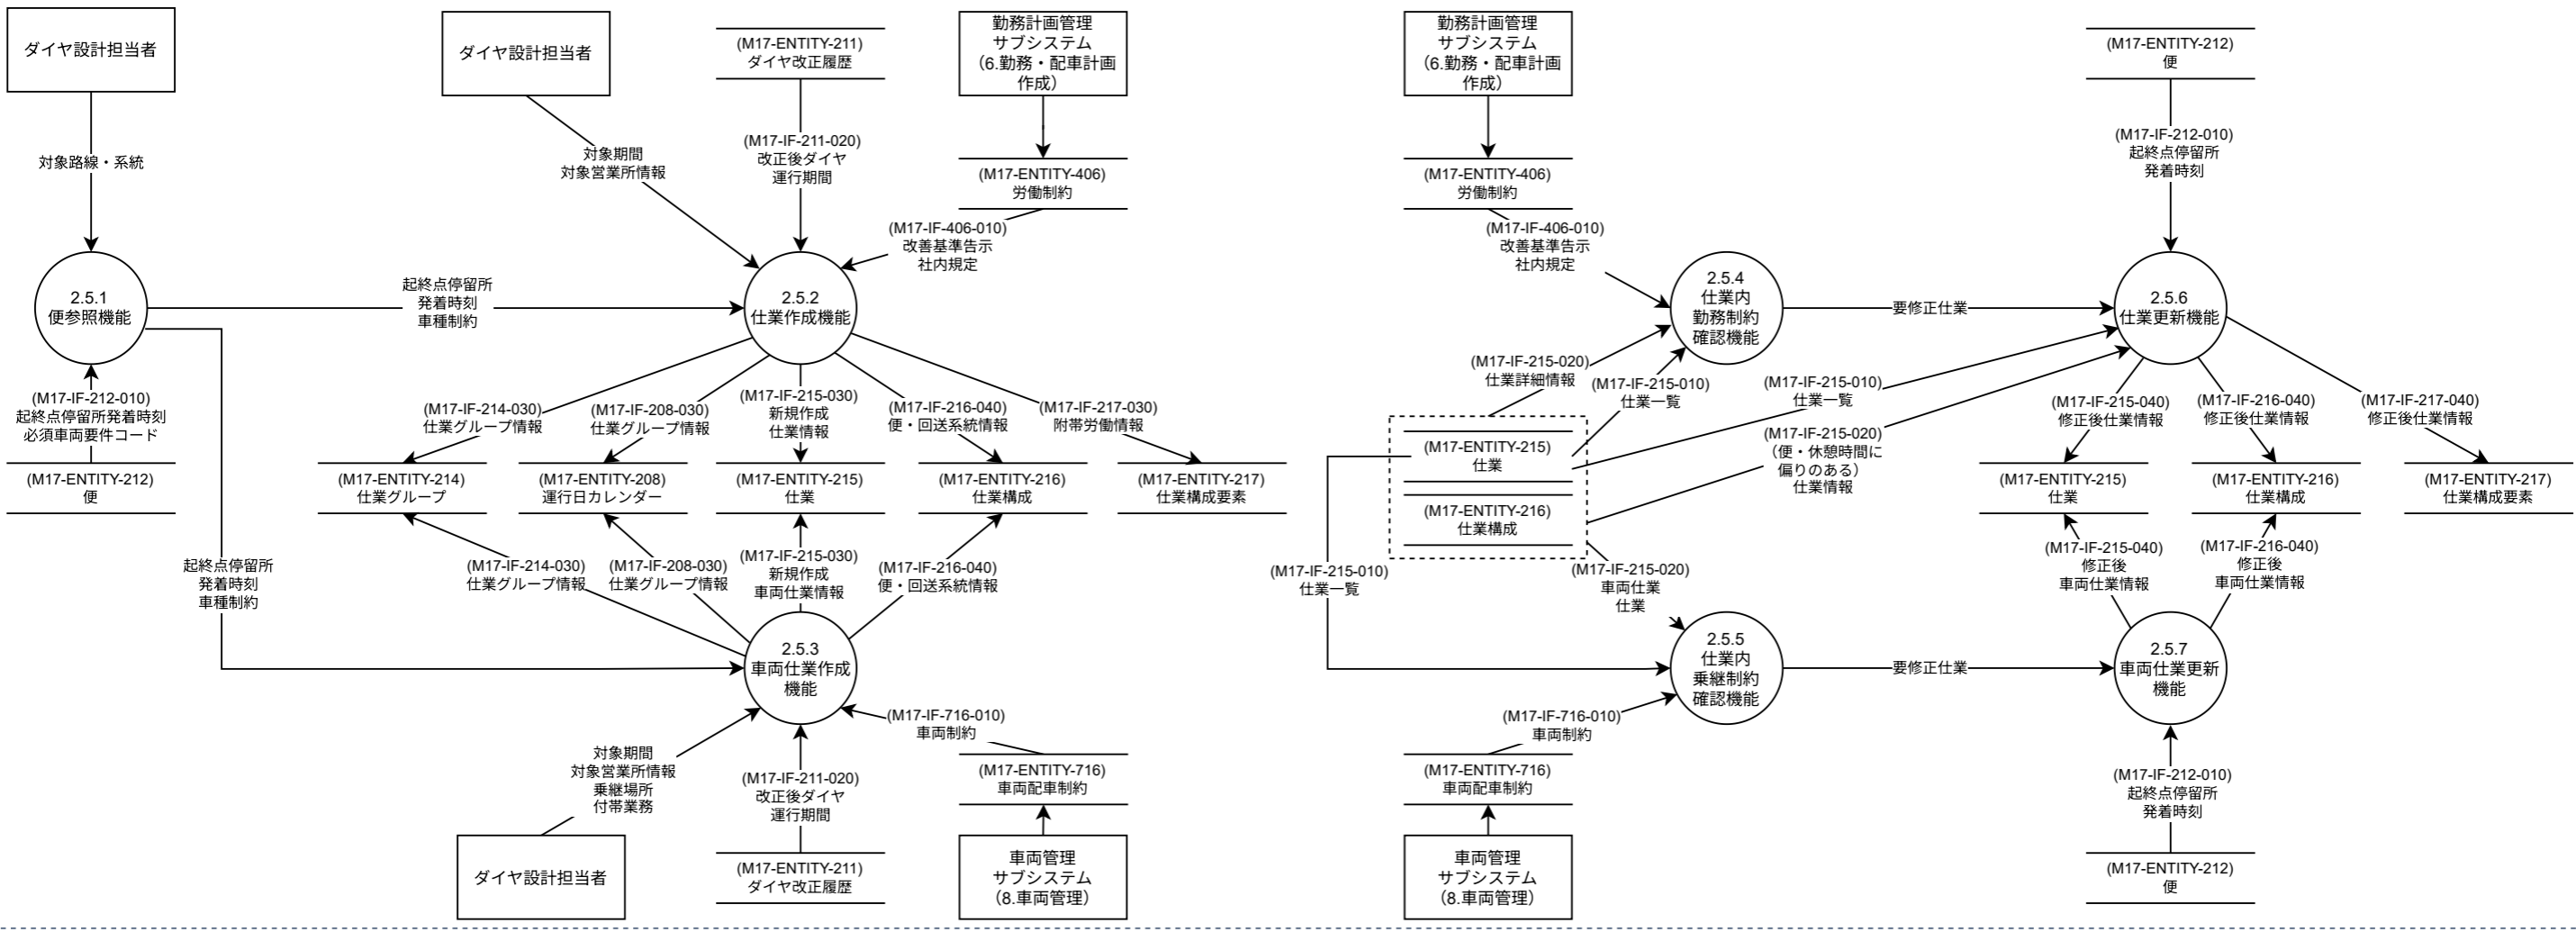 ダイヤ設計担当者
対象路線・系統
2.5.1
便参照機能
(M17-IF-212-010)
起終点停留所発着時刻
必須車両要件コード
(M17-ENTITY-212)
便
起終点停留所
発着時刻
車種制約
起終点停留所
発着時刻
車種制約
ダイヤ設計担当者
対象期間
対象営業所情報
(M17-ENTITY-211)
ダイヤ改正履歴
(M17-IF-211-020)
改正後ダイヤ
運行期間
勤務計画管理
サブシステム
（6.勤務・配車計画
作成）
(M17-ENTITY-406)
労働制約
(M17-IF-406-010)
改善基準告示
社内規定
2.5.2
仕業作成機能
(M17-IF-214-030)
仕業グループ情報
(M17-IF-208-030)
仕業グループ情報
(M17-IF-215-030)
新規作成
仕業情報
(M17-IF-216-040)
便・回送系統情報
(M17-IF-217-030)
附帯労働情報
(M17-ENTITY-214)
仕業グループ
(M17-ENTITY-208)
運行日カレンダー
(M17-ENTITY-215)
仕業
(M17-ENTITY-216)
仕業構成
(M17-ENTITY-217)
仕業構成要素
(M17-IF-214-030)
仕業グループ情報
(M17-IF-208-030)
仕業グループ情報
(M17-IF-215-030)
新規作成
車両仕業情報
(M17-IF-216-040)
便・回送系統情報
2.5.3
車両仕業作成
機能
対象期間
対象営業所情報
乗継場所
付帯業務
ダイヤ設計担当者
(M17-IF-211-020)
改正後ダイヤ
運行期間
(M17-ENTITY-211)
ダイヤ改正履歴
(M17-IF-716-010)
車両制約
(M17-ENTITY-716)
車両配車制約
車両管理
サブシステム
（8.車両管理）
勤務計画管理
サブシステム
（6.勤務・配車計画
作成）
(M17-ENTITY-406)
労働制約
(M17-IF-406-010)
改善基準告示
社内規定
2.5.4
仕業内
勤務制約
確認機能
要修正仕業
(M17-IF-215-020)
仕業詳細情報
(M17-IF-215-010)
仕業一覧
(M17-IF-215-010)
仕業一覧
(M17-IF-215-020)
（便・休憩時間に
偏りのある）
仕業情報
(M17-ENTITY-215)
仕業
(M17-ENTITY-216)
仕業構成
(M17-IF-215-010)
仕業一覧
(M17-IF-215-020)
車両仕業
仕業
2.5.5
仕業内
乗継制約
確認機能
要修正仕業
(M17-IF-716-010)
車両制約
(M17-ENTITY-716)
車両配車制約
車両管理
サブシステム
（8.車両管理）
(M17-ENTITY-212)
便
(M17-IF-212-010)
起終点停留所
発着時刻
2.5.6
仕業更新機能
(M17-IF-215-040)
修正後仕業情報
(M17-IF-216-040)
修正後仕業情報
(M17-IF-217-040)
修正後仕業情報
(M17-ENTITY-215)
仕業
(M17-ENTITY-216)
仕業構成
(M17-ENTITY-217)
仕業構成要素
(M17-IF-215-040)
修正後
車両仕業情報
(M17-IF-216-040)
修正後
車両仕業情報
2.5.7
車両仕業更新
機能
(M17-IF-212-010)
起終点停留所
発着時刻
(M17-ENTITY-212)
便